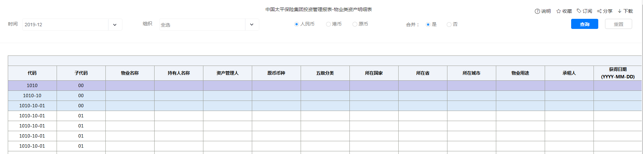 中国太平保险集团投资管理报表-物业类资产明细表
说明 收藏 订阅 分享 下载
时间 2019-12 组织 全选 人民币 港币 原币 合并： 是 否 查询 重置
代码 子代码 物业名称 持有人名称 资产管理人 原币币种 五级分类 所在国家 所在省 所在城市 物业用途 承租人 获得日期
(YYYY-MM-DD)
1010 00
1010-10 00
1010-10-01 00
1010-10-01 01
1010-10-01 01
1010-10-01 01
1010-10-01 01